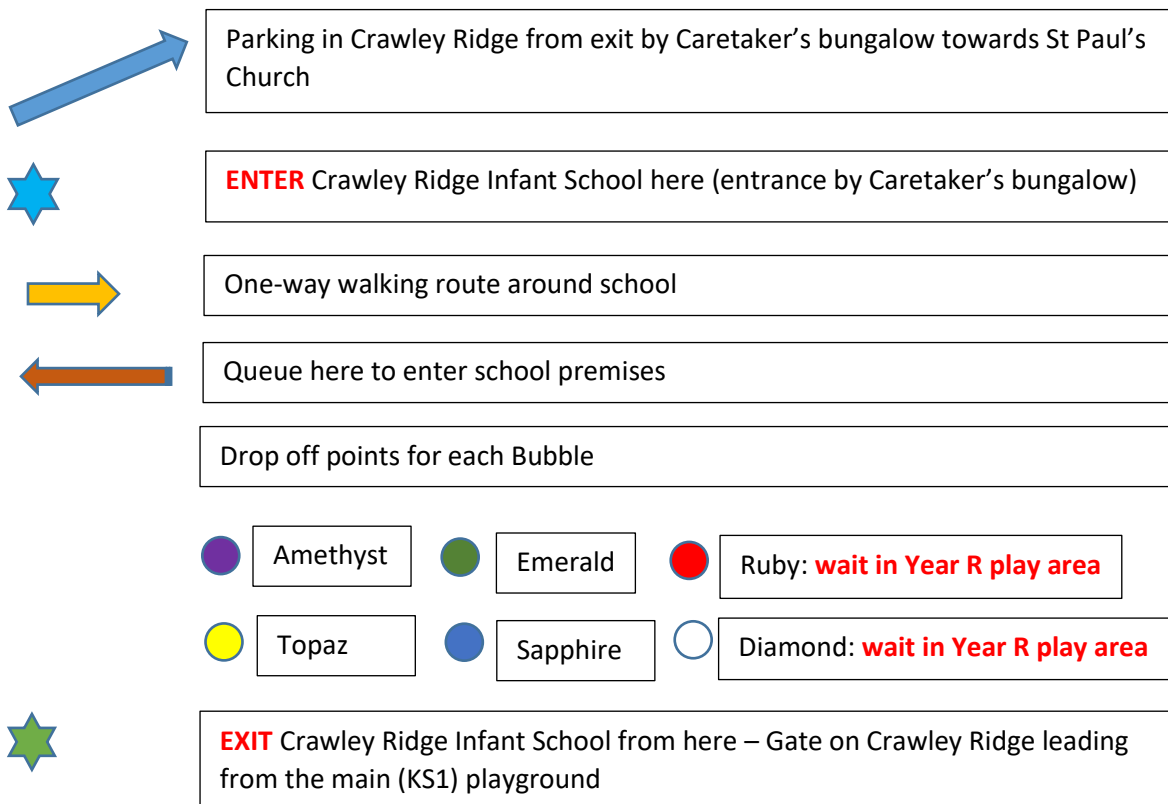 Parking in Crawley Ridge from exit by Caretaker’s bungalow towards St Paul’s
Church
ENTER Crawley Ridge Infant School here (entrance by Caretaker’s bungalow)
One-way walking route around school
Queue here to enter school premises
Drop off points for each Bubble
Amethyst
Emerald
Ruby: wait in Year R play area
Topaz
Sapphire
Diamond: wait in Year R play area
EXIT Crawley Ridge Infant School from here – Gate on Crawley Ridge leading
from the main (KS1) playground